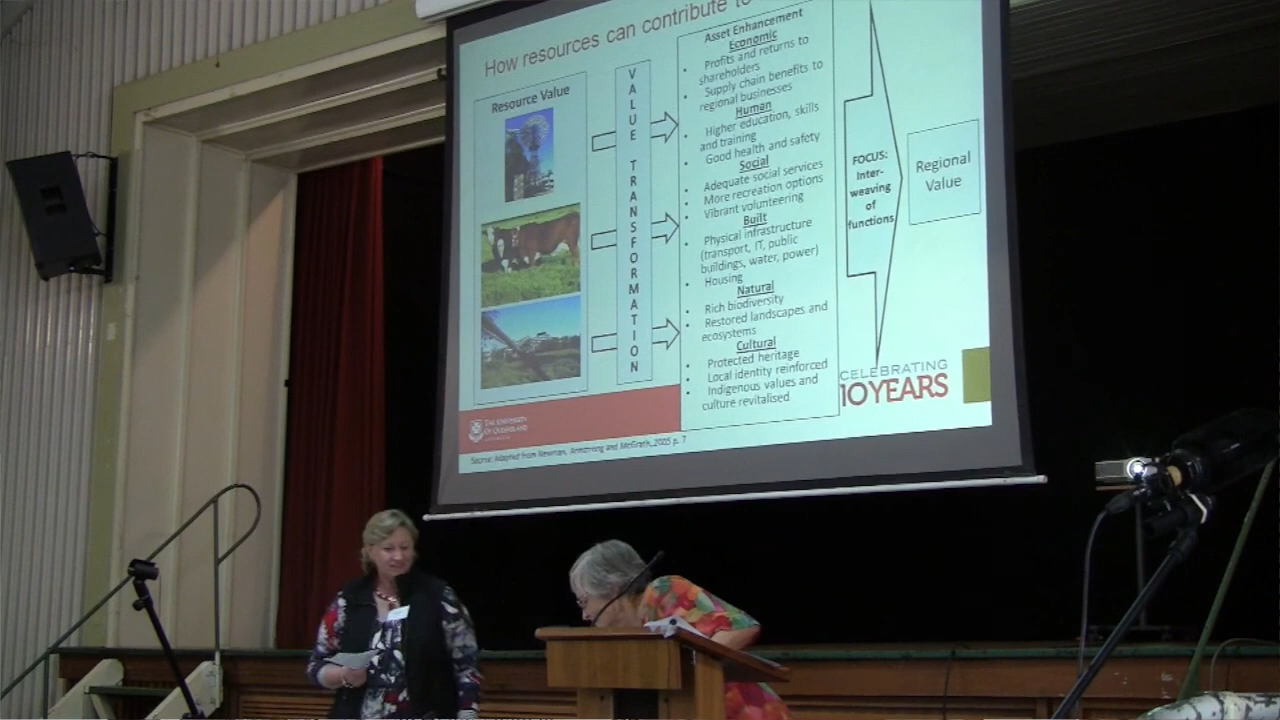 How resources can contribute to
Resource Value
VALUE TRANSFORMATION
Asset Enhancement
Economic
• Profits and returns to
shareholders
• Supply chain benefits to
regional businesses
Human
• Higher education, skills
and training
• Good health and safety
Social
• Adequate social services
• More recreation options
• Vibrant volunteering
Built
• Physical infrastructure
(transport, IT, public
buildings, water, power)
• Housing
Natural
• Rich biodiversity
• Restored landscapes and
ecosystems
Cultural
• Protected heritage
• Local identity reinforced
• Indigenous values and
culture revitalised
FOCUS:
Inter-
weaving
of
functions
Regional
Value
CELEBRATING
10 YEARS
THE UNIVERSITY
OF QUEENSLAND
AUSTRALIA
Source: Adapted from Newman, Armstrong and McGrath, 2005 p. 7